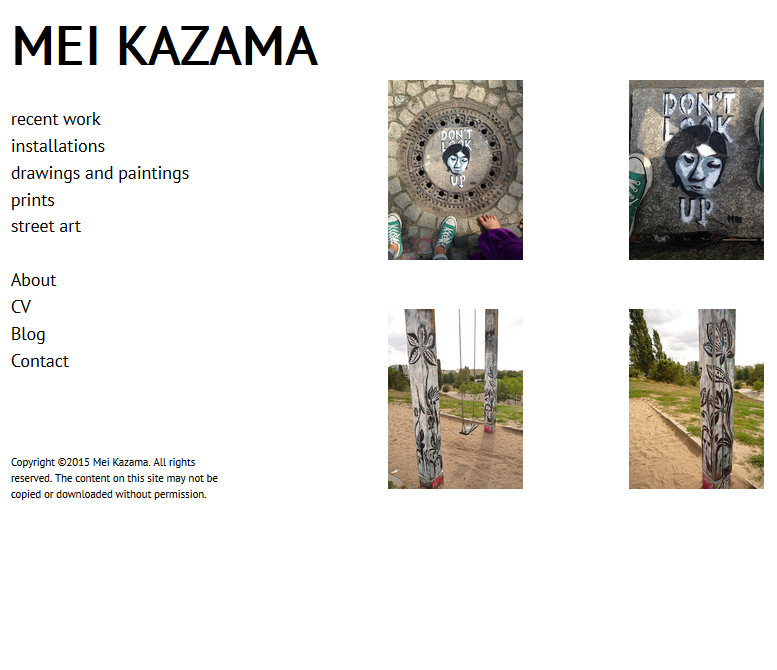 MEI KAZAMA
recent work
installations
drawings and paintings
prints
street art
About
CV
Blog
Contact
Copyright ©2015 Mei Kazama. All rights
reserved. The content on this site may not be
copied or downloaded without permission.
DON'T
LOOK
UP
DON'T
LOOK
UP
MEI